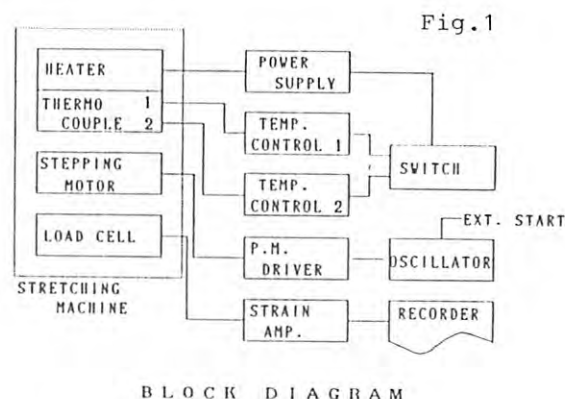 Fig.1
HEATER
THERMO 1
COUPLE 2
STEPPING
MOTOR
LOAD CELL
STRETCHING
MACHINE
POWER
SUPPLY
TEMP.
CONTROL 1
TEMP.
CONTROL 2
P.M.
DRIVER
STRAIN
AMP.
SWITCH
EXT. START
OSCILLATOR
RECORDER
BLOCK DIAGRAM